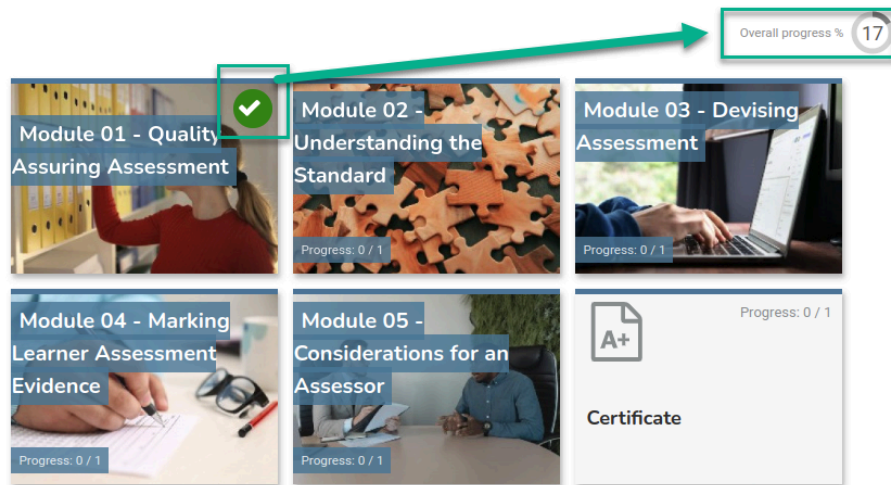 Overall progress % 17
Module 01 - Quality
Assuring Assessment
Module 02 -
Understanding the
Standard
Progress: 0 / 1
Module 03 - Devising
Assessment
Progress: 0 / 1
Module 04 - Marking
Learner Assessment
Evidence
Progress: 0 / 1
Module 05 -
Considerations for an
Assessor
Progress: 0 / 1
Progress: 0 / 1
A+
Certificate